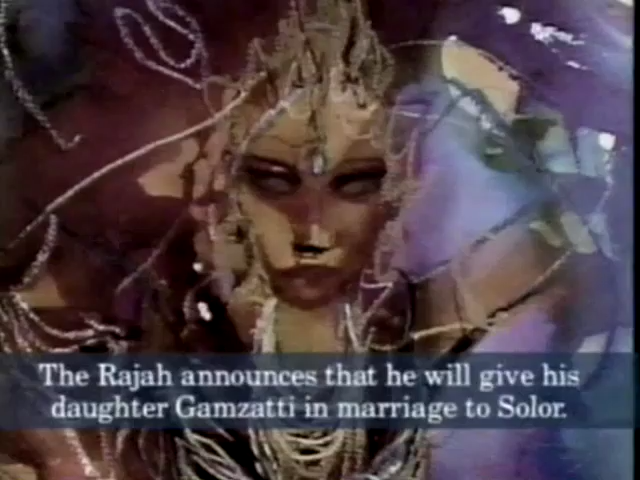 The Rajah announces that he will give his
daughter Gamzatti in marriage to Solor.